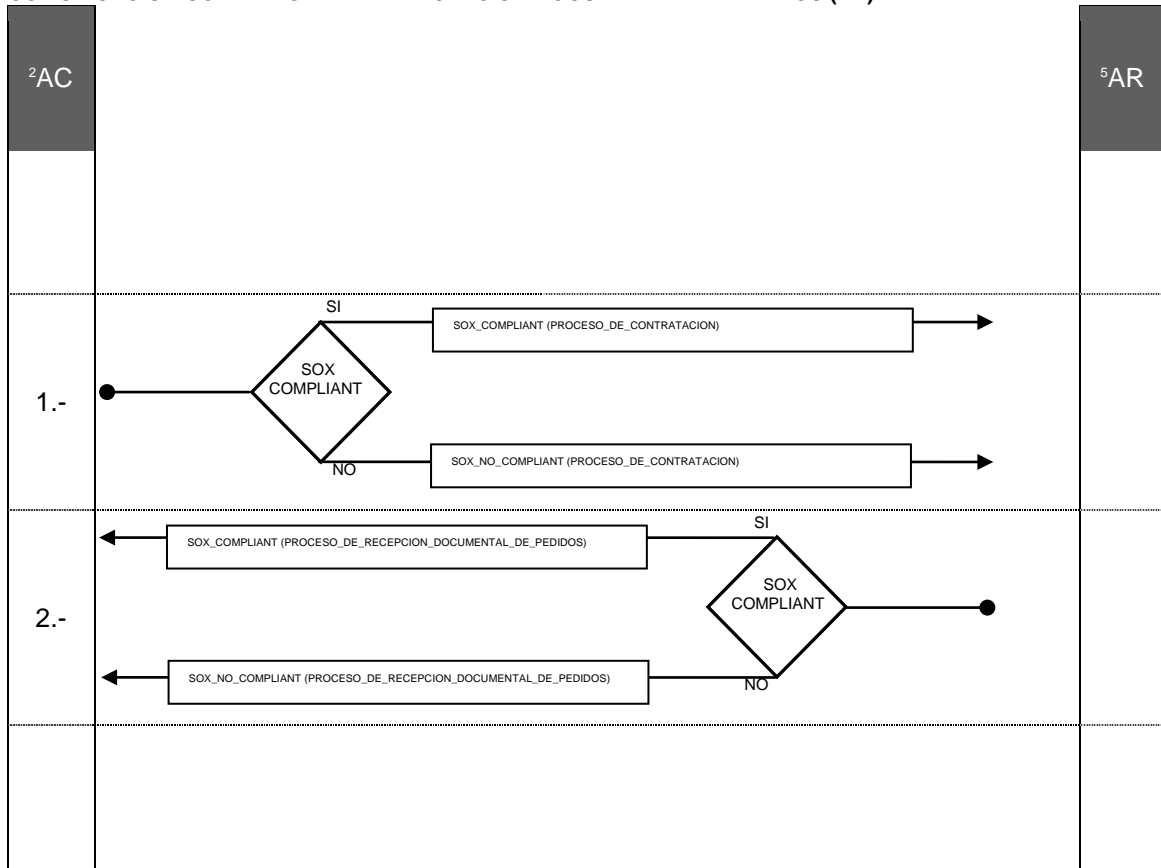 ²AC
⁵AR
SI
SOX_COMPLIANT (PROCESO_DE_CONTRATACION)
SOX
COMPLIANT
1.-
NO
SOX_NO_COMPLIANT (PROCESO_DE_CONTRATACION)
SI
SOX_COMPLIANT (PROCESO_DE_RECEPCION_DOCUMENTAL_DE_PEDIDOS)
SOX
COMPLIANT
2.-
SOX_NO_COMPLIANT (PROCESO_DE_RECEPCION_DOCUMENTAL_DE_PEDIDOS)
NO